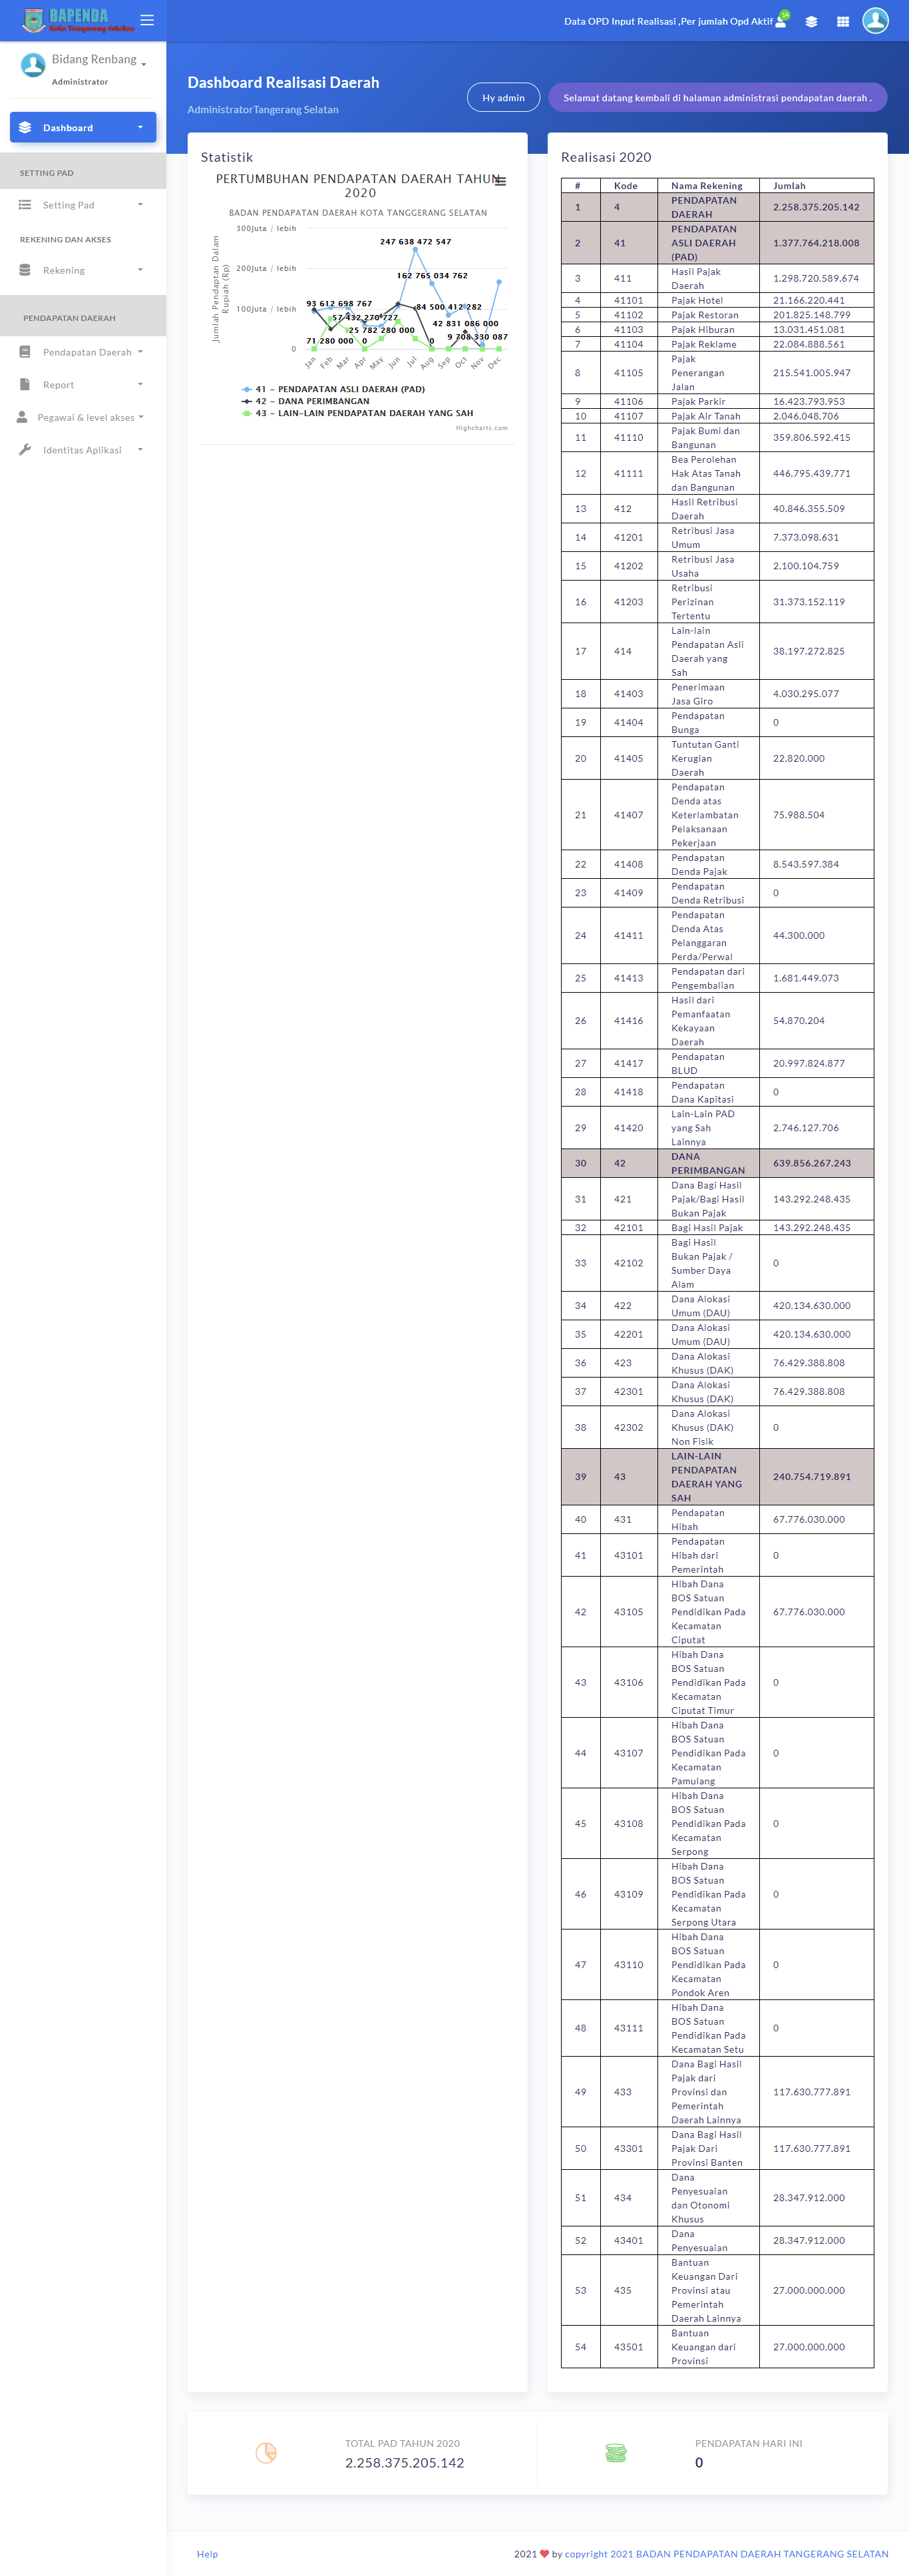 BAPENDA
Kota Tangerang Selatan
Data OPD Input Realisasi ,Per jumlah Opd Aktif
Bidang Renbang
Administrator
Dashboard
SETTING PAD
Setting Pad
REKENING DAN AKSES
Rekening
PENDAPATAN DAERAH
Pendapatan Daerah
Report
Pegawai & level akses
Identitas Aplikasi
Dashboard Realisasi Daerah
AdministratorTangerang Selatan
Hy admin
Selamat datang kembali di halaman administrasi pendapatan daerah .
Statistik
PERTUMBUHAN PENDAPATAN DAERAH TAHUN
2020
BADAN PENDAPATAN DAERAH KOTA TANGGERANG SELATAN
Jumlah Pendaptan Dalam
Rupiah (Rp)
300Juta / lebih
200Juta / lebih
100Juta / lebih
0
247 638 472 547
162 765 034 762
93 612 698 767
84 500 412 282
57 432 270 727
42 831 086 000
25 782 280 000
9 708 330 087
71 280 000
0
0
Jan Feb Mar Apr May Jun Jul Aug Sep Oct Nov Dec
41 - PENDAPATAN ASLI DAERAH (PAD)
42 - DANA PERIMBANGAN
43 - LAIN-LAIN PENDAPATAN DAERAH YANG SAH
Highcharts.com
Realisasi 2020
# Kode Nama Rekening Jumlah
1 4 PENDAPATAN
DAERAH 2.258.375.205.142
2 41 PENDAPATAN
ASLI DAERAH
(PAD) 1.377.764.218.008
3 411 Hasil Pajak
Daerah 1.298.720.589.674
4 41101 Pajak Hotel 21.166.220.441
5 41102 Pajak Restoran 201.825.148.799
6 41103 Pajak Hiburan 13.031.451.081
7 41104 Pajak Reklame 22.084.888.561
8 41105 Pajak
Penerangan
Jalan 215.541.005.947
9 41106 Pajak Parkir 16.423.793.953
10 41107 Pajak Air Tanah 2.046.048.706
11 41110 Pajak Bumi dan
Bangunan 359.806.592.415
12 41111 Bea Perolehan
Hak Atas Tanah
dan Bangunan 446.795.439.771
13 412 Hasil Retribusi
Daerah 40.846.355.509
14 41201 Retribusi Jasa
Umum 7.373.098.631
15 41202 Retribusi Jasa
Usaha 2.100.104.759
16 41203 Retribusi
Perizinan
Tertentu 31.373.152.119
17 414 Lain-lain
Pendapatan Asli
Daerah yang
Sah 38.197.272.825
18 41403 Penerimaan
Jasa Giro 4.030.295.077
19 41404 Pendapatan
Bunga 0
20 41405 Tuntutan Ganti
Kerugian
Daerah 22.820.000
21 41407 Pendapatan
Denda atas
Keterlambatan
Pelaksanaan
Pekerjaan 75.988.504
22 41408 Pendapatan
Denda Pajak 8.543.597.384
23 41409 Pendapatan
Denda Retribusi 0
24 41411 Pendapatan
Denda Atas
Pelanggaran
Perda/Perwal 44.300.000
25 41413 Pendapatan dari
Pengembalian 1.681.449.073
26 41416 Hasil dari
Pemanfaatan
Kekayaan
Daerah 54.870.204
27 41417 Pendapatan
BLUD 20.997.824.877
28 41418 Pendapatan
Dana Kapitasi 0
29 41420 Lain-Lain PAD
yang Sah
Lainnya 2.746.127.706
30 42 DANA
PERIMBANGAN 639.856.267.243
31 421 Dana Bagi Hasil
Pajak/Bagi Hasil
Bukan Pajak 143.292.248.435
32 42101 Bagi Hasil Pajak 143.292.248.435
33 42102 Bagi Hasil
Bukan Pajak /
Sumber Daya
Alam 0
34 422 Dana Alokasi
Umum (DAU) 420.134.630.000
35 42201 Dana Alokasi
Umum (DAU) 420.134.630.000
36 423 Dana Alokasi
Khusus (DAK) 76.429.388.808
37 42301 Dana Alokasi
Khusus (DAK) 76.429.388.808
38 42302 Dana Alokasi
Khusus (DAK)
Non Fisik 0
39 43 LAIN-LAIN
PENDAPATAN
DAERAH YANG
SAH 240.754.719.891
40 431 Pendapatan
Hibah 67.776.030.000
41 43101 Pendapatan
Hibah dari
Pemerintah 0
42 43105 Hibah Dana
BOS Satuan
Pendidikan Pada
Kecamatan
Ciputat 67.776.030.000
43 43106 Hibah Dana
BOS Satuan
Pendidikan Pada
Kecamatan
Ciputat Timur 0
44 43107 Hibah Dana
BOS Satuan
Pendidikan Pada
Kecamatan
Pamulang 0
45 43108 Hibah Dana
BOS Satuan
Pendidikan Pada
Kecamatan
Serpong 0
46 43109 Hibah Dana
BOS Satuan
Pendidikan Pada
Kecamatan
Serpong Utara 0
47 43110 Hibah Dana
BOS Satuan
Pendidikan Pada
Kecamatan
Pondok Aren 0
48 43111 Hibah Dana
BOS Satuan
Pendidikan Pada
Kecamatan Setu 0
49 433 Dana Bagi Hasil
Pajak dari
Provinsi dan
Pemerintah
Daerah Lainnya 117.630.777.891
50 43301 Dana Bagi Hasil
Pajak Dari
Provinsi Banten 117.630.777.891
51 434 Dana
Penyesuaian
dan Otonomi
Khusus 28.347.912.000
52 43401 Dana
Penyesuaian 28.347.912.000
53 435 Bantuan
Keuangan Dari
Provinsi atau
Pemerintah
Daerah Lainnya 27.000.000.000
54 43501 Bantuan
Keuangan dari
Provinsi 27.000.000.000
TOTAL PAD TAHUN 2020
2.258.375.205.142
PENDAPATAN HARI INI
0
Help
2021 by copyright 2021 BADAN PENDAPATAN DAERAH TANGERANG SELATAN